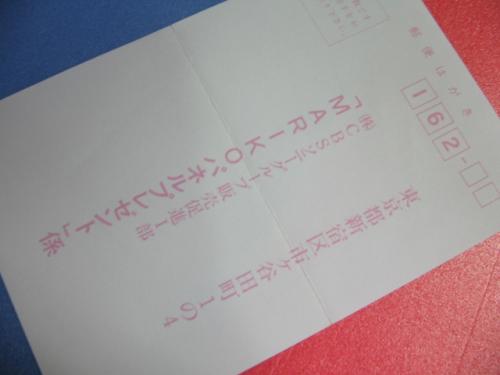 郵便はがき
162-
東京都新宿区市ケ谷田町1の4
㈱CBSソニーグループ 販売促進1部
「MARIKOパネルプレゼント」係